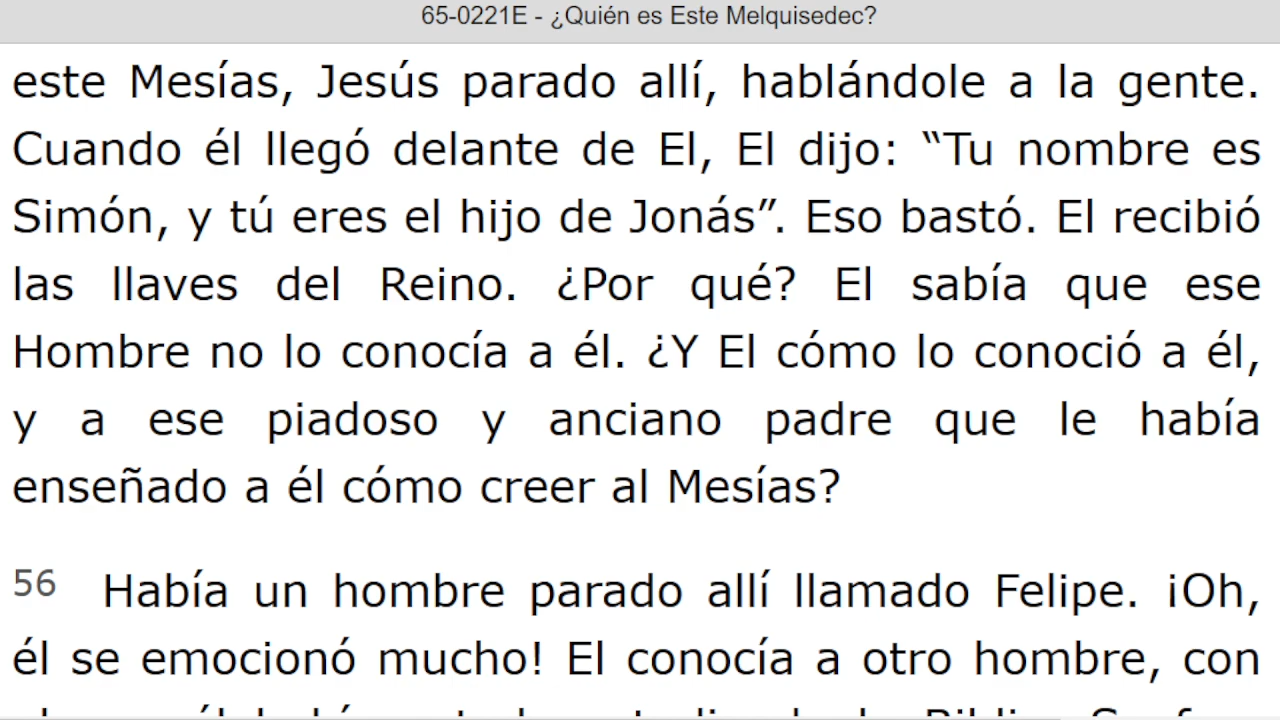 65-0221E - ¿Quién es Este Melquisedec?
este Mesías, Jesús parado allí, hablándole a la gente.
Cuando él llegó delante de El, El dijo: “Tu nombre es
Simón, y tú eres el hijo de Jonás”. Eso bastó. El recibió
las llaves del Reino. ¿Por qué? El sabía que ese
Hombre no lo conocía a él. ¿Y El cómo lo conoció a él,
y a ese piadoso y anciano padre que le había
enseñado a él cómo creer al Mesías?
56 Había un hombre parado allí llamado Felipe. ¡Oh,
él se emocionó mucho! El conocía a otro hombre, con